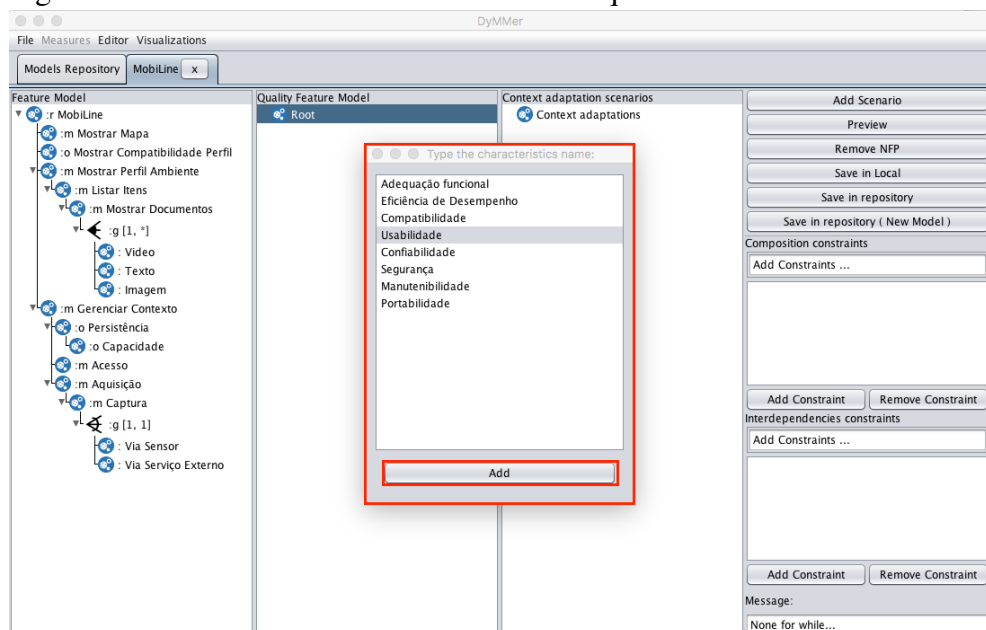 DyMMer
File Measures Editor Visualizations
Models Repository MobiLine x
Feature Model
:r MobiLine
:m Mostrar Mapa
:o Mostrar Compatibilidade Perfil
:m Mostrar Perfil Ambiente
:m Listar Itens
:m Mostrar Documentos
:g [1, *]
: Video
: Texto
: Imagem
:m Gerenciar Contexto
:o Persistência
:o Capacidade
:m Acesso
:m Aquisição
:m Captura
:g [1, 1]
: Via Sensor
: Via Serviço Externo
Quality Feature Model
Root
Context adaptation scenarios
Context adaptations
Type the characteristics name:
Adequação funcional
Eficiência de Desempenho
Compatibilidade
Usabilidade
Confiabilidade
Segurança
Manutenibilidade
Portabilidade
Add
Add Scenario
Preview
Remove NFP
Save in Local
Save in repository
Save in repository ( New Model )
Composition constraints
Add Constraints ...
Add Constraint Remove Constraint
Interdependencies constraints
Add Constraints ...
Add Constraint Remove Constraint
Message:
None for while...